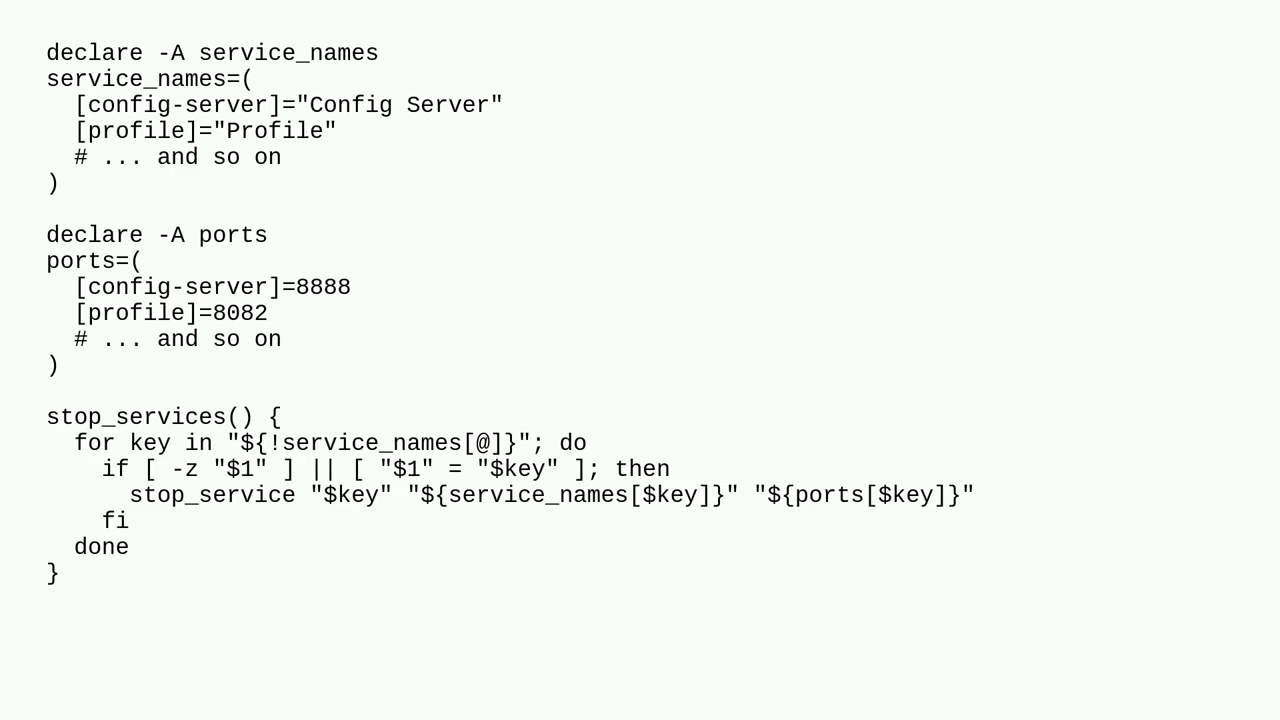 declare -A service_names
service_names=(
  [config-server]="Config Server"
  [profile]="Profile"
  # ... and so on
)

declare -A ports
ports=(
  [config-server]=8888
  [profile]=8082
  # ... and so on
)

stop_services() {
  for key in "${!service_names[@]}"; do
    if [ -z "$1" ] || [ "$1" = "$key" ]; then
      stop_service "$key" "${service_names[$key]}" "${ports[$key]}"
    fi
  done
}